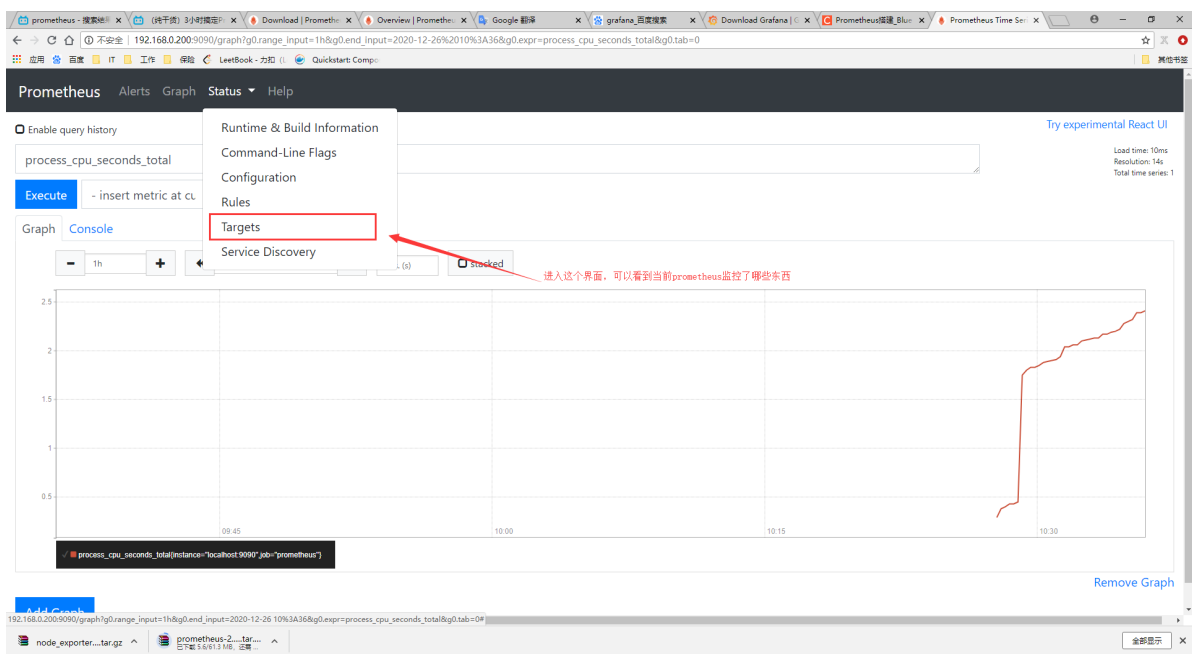 prometheus - 搜索结果
(纯干货) 3小时搞定Pr
Download | Promethe
Overview | Prometheu
Google 翻译
grafana_百度搜索
Download Grafana | G
Prometheus搭建_Blue
Prometheus Time Seri
不安全 | 192.168.0.200:9090/graph?g0.range_input=1h&g0.end_input=2020-12-26%2010%3A36&g0.expr=process_cpu_seconds_total&g0.tab=0
应用 百度 IT 工作 保险 LeetBook - 力扣 (L Quickstart: Compo 其他书签
Prometheus Alerts Graph Status Help
Runtime & Build Information
Command-Line Flags
Configuration
Rules
Targets
Service Discovery
Enable query history
Try experimental React UI
process_cpu_seconds_total
Load time: 10ms
Resolution: 14s
Total time series: 1
Execute
- insert metric at cu
Graph Console
1h
(s)
stacked
进入这个界面，可以看到当前prometheus监控了哪些东西
2.5
2
1.5
1
0.5
09:45 10:00 10:15 10:30
process_cpu_seconds_total{instance="localhost:9090",job="prometheus"}
Remove Graph
Add Graph
192.168.0.200:9090/graph?g0.range_input=1h&g0.end_input=2020-12-26 10%3A36&g0.expr=process_cpu_seconds_total&g0.tab=0#
node_exporter....tar.gz
prometheus-2.....tar....
已下载 5.6/61.3 MB，还需 ...
全部显示